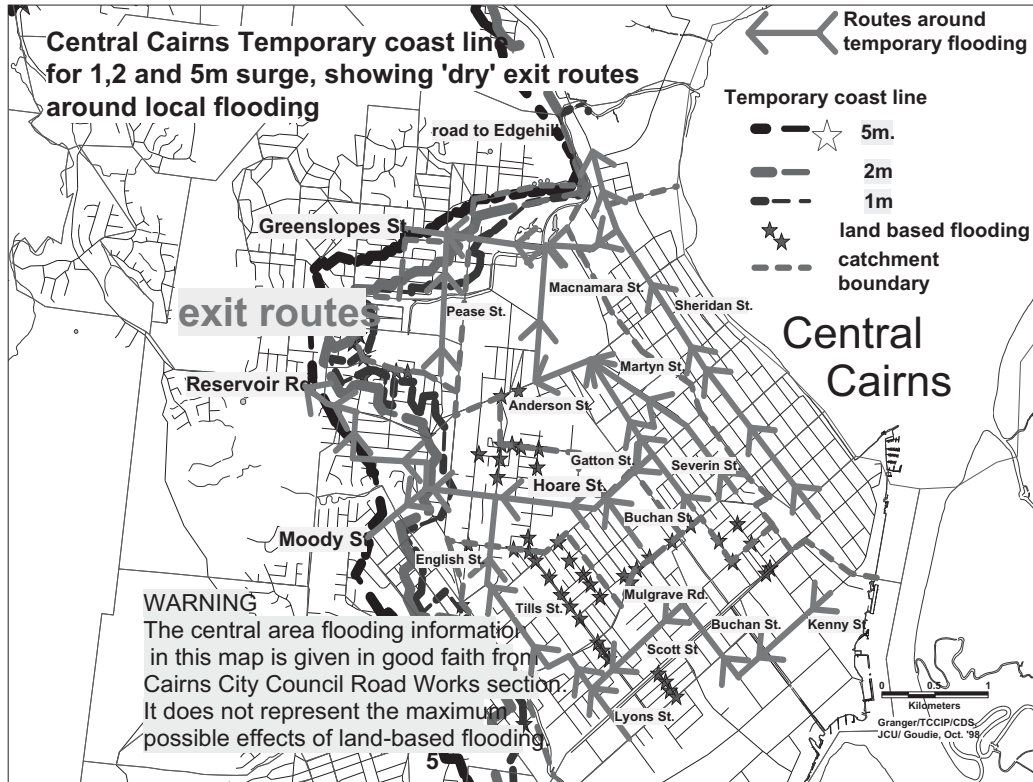 Central Cairns Temporary coast line
for 1,2 and 5m surge, showing 'dry' exit routes
around local flooding
Routes around
temporary flooding
Temporary coast line
5m.
2m
1m
land based flooding
catchment
boundary
road to Edgehill
Greenslopes St.
Macnamara St.
Sheridan St.
exit routes
Pease St.
Central
Cairns
Martyn St.
Reservoir Rd
Anderson St.
Gatton St.
Severin St.
Hoare St.
Buchan St.
Moody St
English St.
Mulgrave Rd.
Tills St.
Buchan St.
Kenny St
Scott St
Lyons St.
WARNING
The central area flooding information
in this map is given in good faith from
Cairns City Council Road Works section.
It does not represent the maximum
possible effects of land-based flooding.
5
0 0.5 1
Kilometers
Granger/TCCIP/CDS,
JCU/ Goudie, Oct. '98